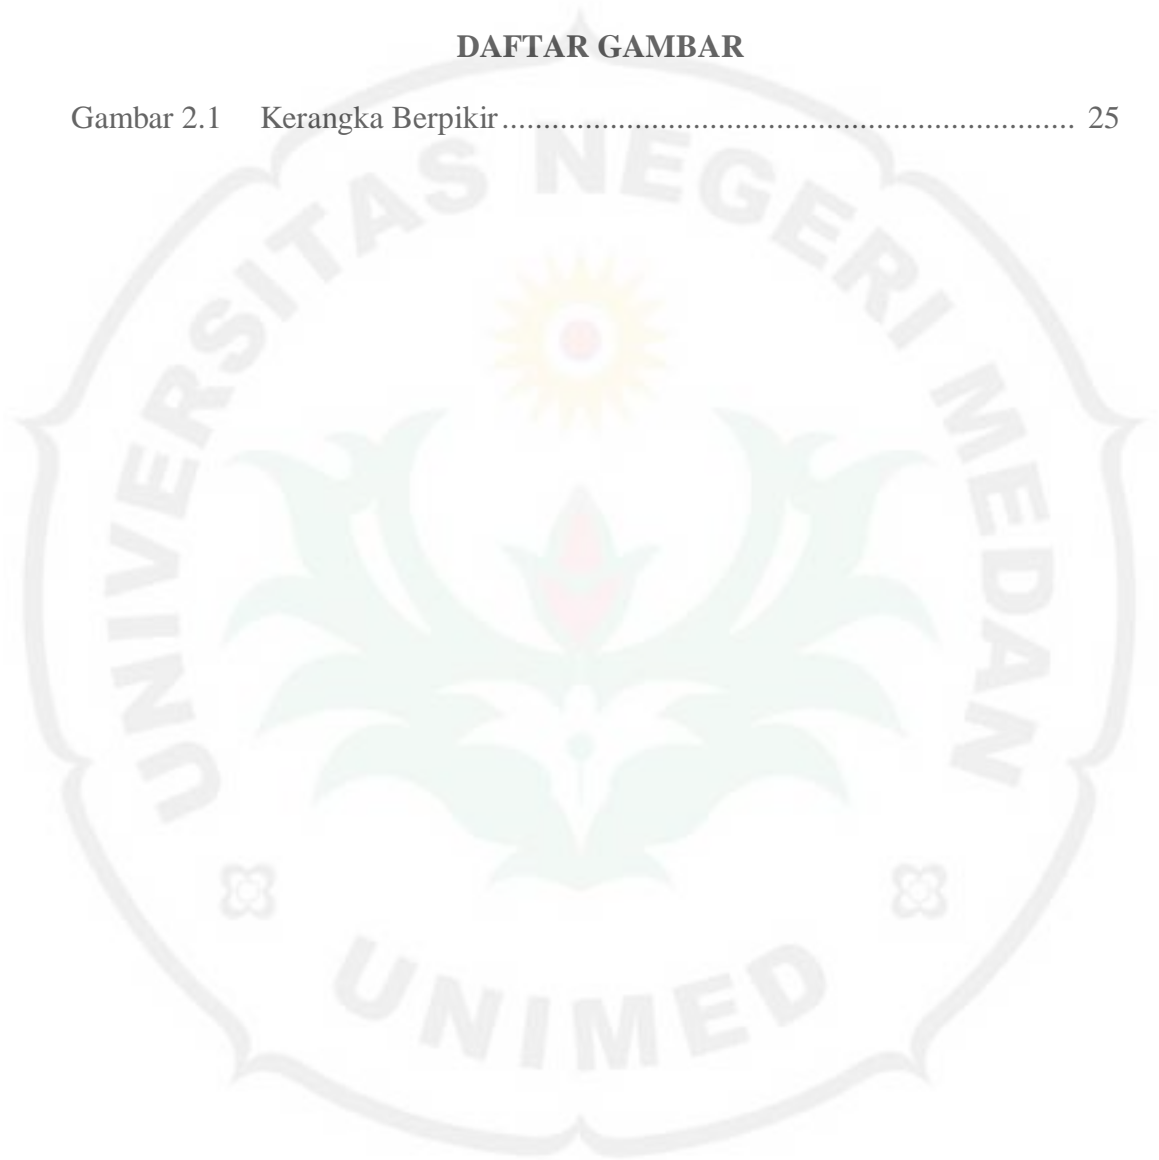 DAFTAR GAMBAR
Gambar 2.1 Kerangka Berpikir........................................................................ 25
UNIVERSITAS NEGERI MEDAN
UNIMED